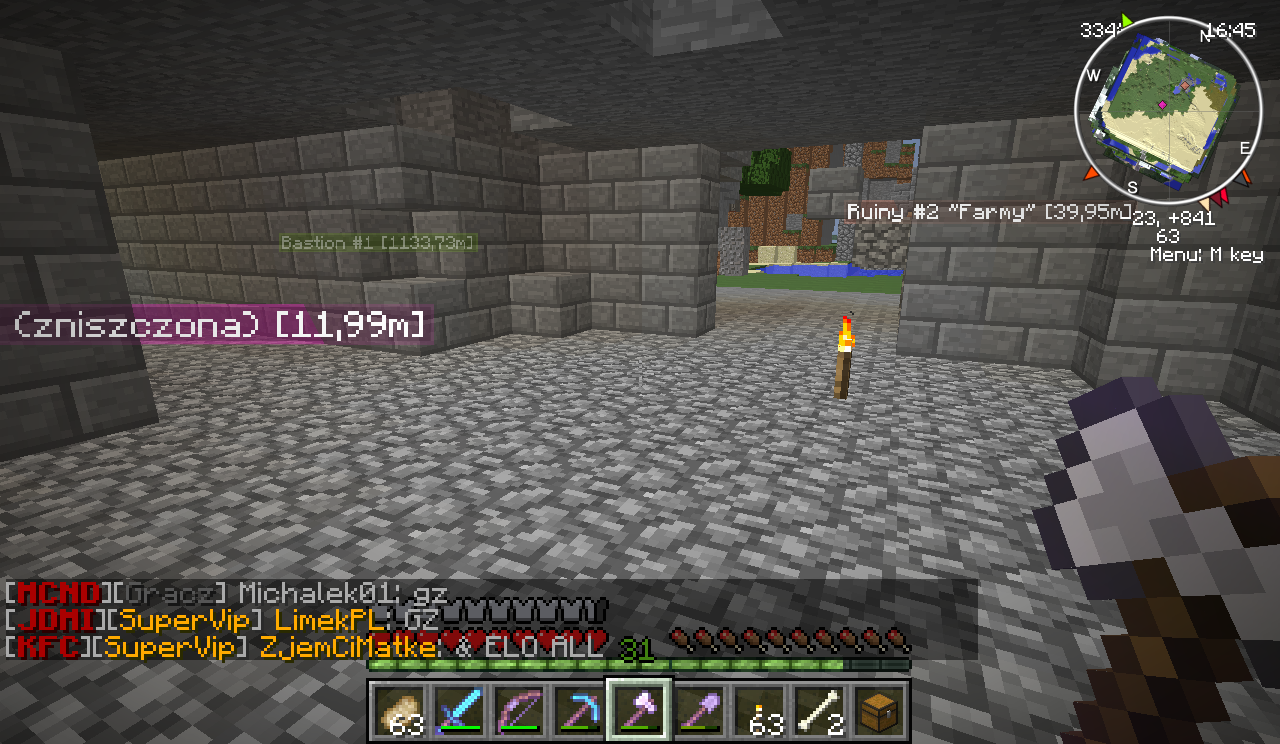 334
N
16:45
W
E
S
Ruiny #2 "Farmy" [39,95m]
23, +841
63
Menu: M key
Bastion #1 [1133,73m]
(zniszczona) [11,99m]
[MCND][Gracz] Michalek01: gz
[JDMI][SuperVip] LimekPL: GZ
[KFC][SuperVip] ZjemCiMatke: & ELO ALL
31
63
63
2